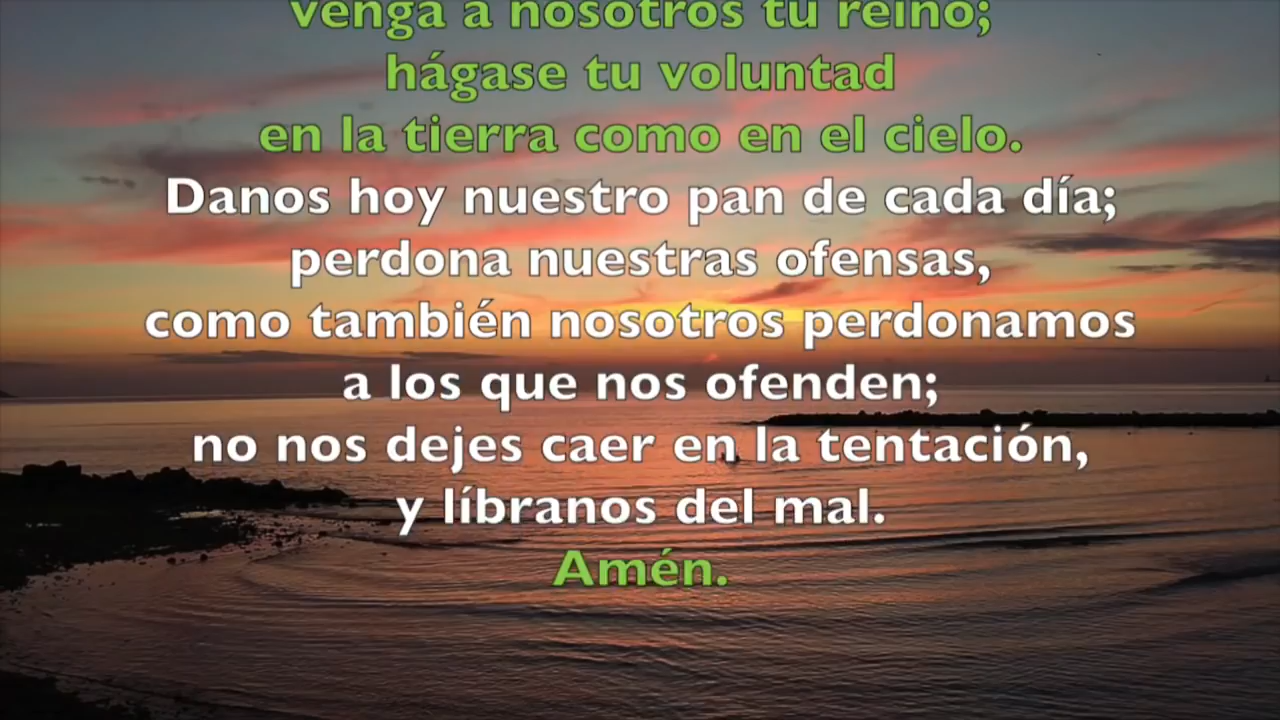 venga a nosotros tu reino;
hágase tu voluntad
en la tierra como en el cielo.
Danos hoy nuestro pan de cada día;
perdona nuestras ofensas,
como también nosotros perdonamos
a los que nos ofenden;
no nos dejes caer en la tentación,
y líbranos del mal.
Amén.